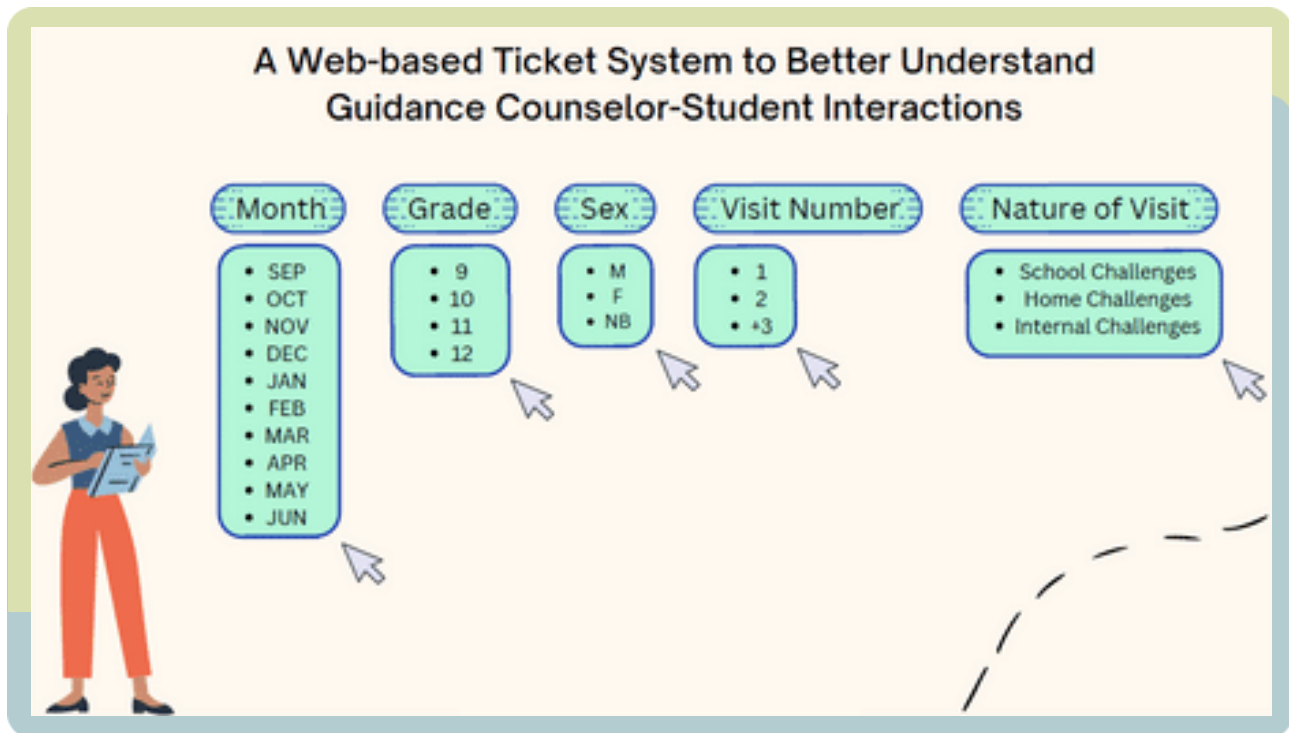 A Web-based Ticket System to Better Understand
Guidance Counselor-Student Interactions
Month
• SEP
• OCT
• NOV
• DEC
• JAN
• FEB
• MAR
• APR
• MAY
• JUN
Grade
• 9
• 10
• 11
• 12
Sex
• M
• F
• NB
Visit Number
• 1
• 2
• +3
Nature of Visit
• School Challenges
• Home Challenges
• Internal Challenges